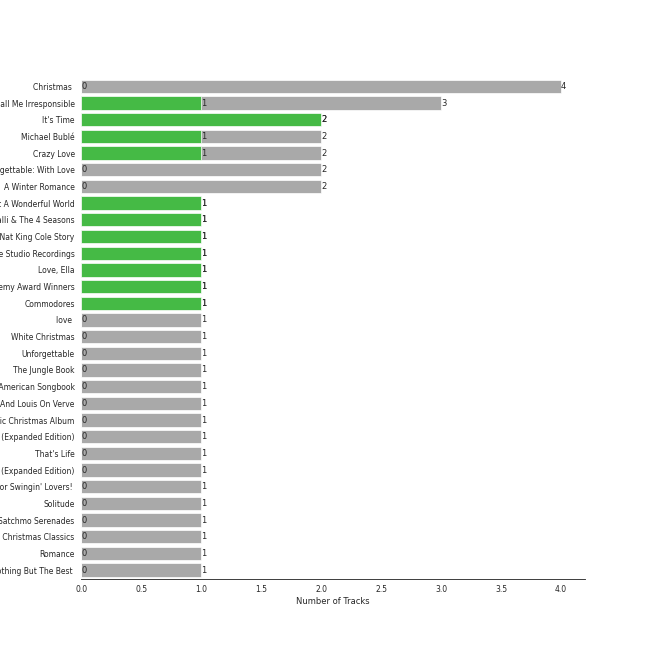 Christmas 0 4
all Me Irresponsible 1 3
It's Time 2 2
Michael Bublé 1 2
Crazy Love 1 2
gettable: With Love 0 2
A Winter Romance 0 2
A Wonderful World 1 1
alli & The 4 Seasons 1 1
Nat King Cole Story 1 1
e Studio Recordings 1 1
Love, Ella 1 1
emy Award Winners 1 1
Commodores 1 1
love 0 1
White Christmas 0 1
Unforgettable 0 1
The Jungle Book 0 1
American Songbook 0 1
And Louis On Verve 0 1
ic Christmas Album 0 1
(Expanded Edition) 0 1
That's Life 0 1
(Expanded Edition) 0 1
or Swingin' Lovers! 0 1
Solitude 0 1
Satchmo Serenades 0 1
Christmas Classics 0 1
Romance 0 1
othing But The Best 0 1
0.0 0.5 1.0 1.5 2.0 2.5 3.0 3.5 4.0
Number of Tracks